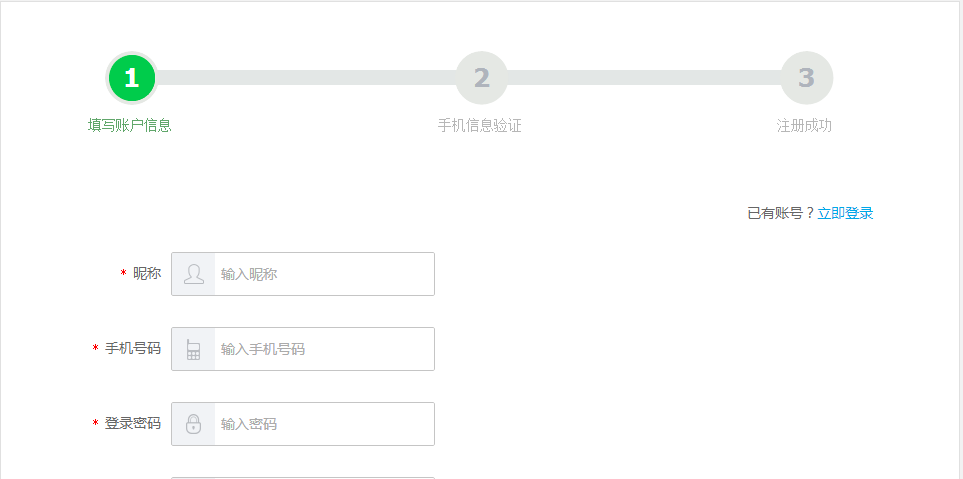 1
2
3
填写账户信息
手机信息验证
注册成功
已有账号？立即登录
* 昵称
输入昵称
* 手机号码
输入手机号码
* 登录密码
输入密码